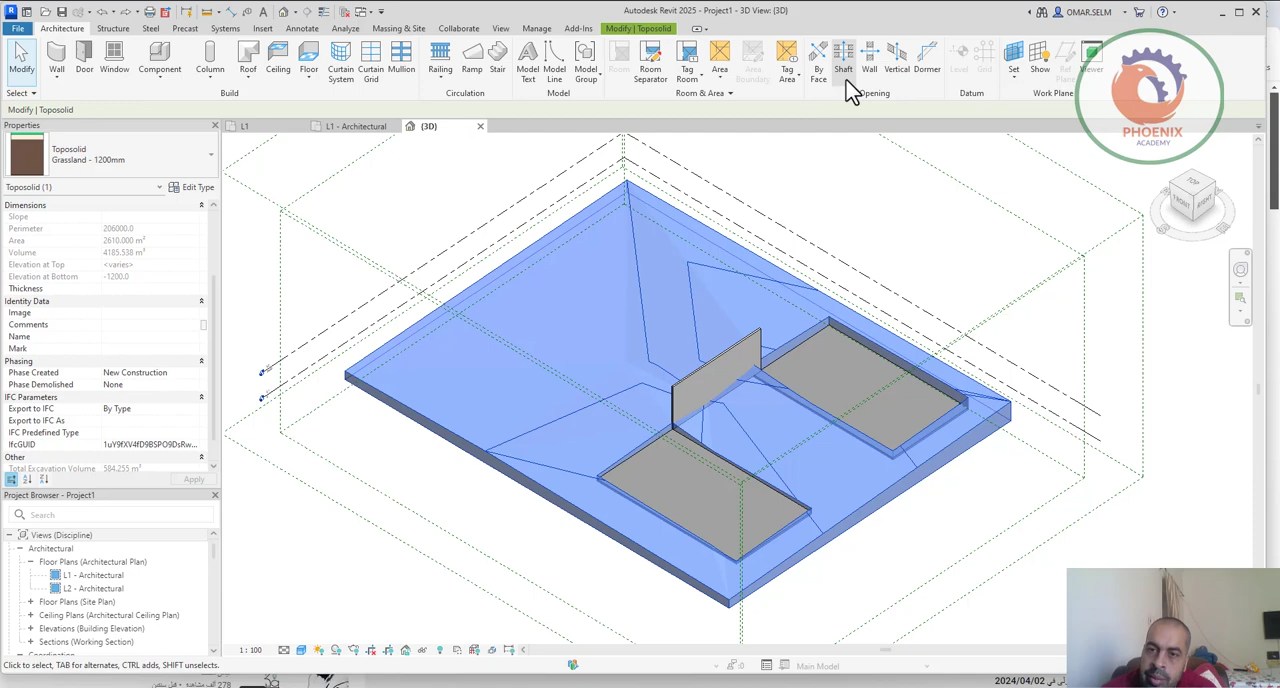 Autodesk Revit 2025 - Project1 - 3D View: {3D}
OMAR.SELM
File Architecture Structure Steel Precast Systems Insert Annotate Analyze Massing & Site Collaborate View Manage Add-Ins Modify | Toposolid
Modify Wall Door Window Component Column Roof Ceiling Floor Curtain System Curtain Grid Mullion Railing Ramp Stair Model Text Model Line Model Group Room Room Separator Tag Room Area Area Boundary Tag Area By Face Shaft Wall Vertical Dormer Level Grid Set Show Ref Plane Viewer
Select Build Circulation Model Room & Area Opening Datum Work Plane
Modify | Toposolid
PHOENIX
ACADEMY
Properties
L1 L1 - Architectural {3D}
Toposolid
Grassland - 1200mm
Toposolid (1) Edit Type
Dimensions
Slope
Perimeter 206000.0
Area 2610.000 m²
Volume 4185.538 m³
Elevation at Top <varies>
Elevation at Bottom -1200.0
Thickness
Identity Data
Image
Comments
Name
Mark
Phasing
Phase Created New Construction
Phase Demolished None
IFC Parameters
Export to IFC By Type
Export to IFC As
IFC Predefined Type
IfcGUID 1uY9fXV4fD9BSPO9DsRw...
Other
Total Excavation Volume 584.255 m³
Apply
TOP
FRONT
RIGHT
Project Browser - Project1
Search
Views (Discipline)
Architectural
Floor Plans (Architectural Plan)
L1 - Architectural
L2 - Architectural
Floor Plans (Site Plan)
Ceiling Plans (Architectural Ceiling Plan)
Elevations (Building Elevation)
Sections (Working Section)
1 : 100
Click to select, TAB for alternates, CTRL adds, SHIFT unselects.
:0 Main Model
278 ألف مشاهدة
في 2024/04/02